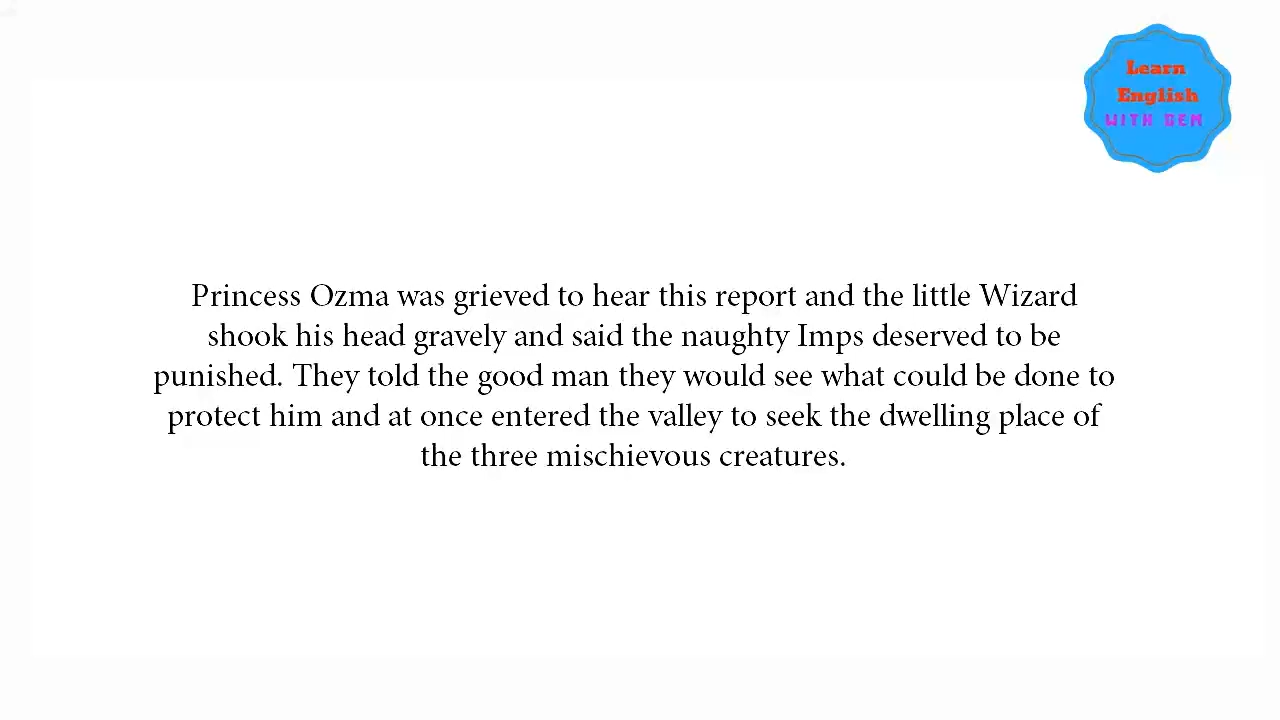 Learn
English
WITH DEM
Princess Ozma was grieved to hear this report and the little Wizard
shook his head gravely and said the naughty Imps deserved to be
punished. They told the good man they would see what could be done to
protect him and at once entered the valley to seek the dwelling place of
the three mischievous creatures.